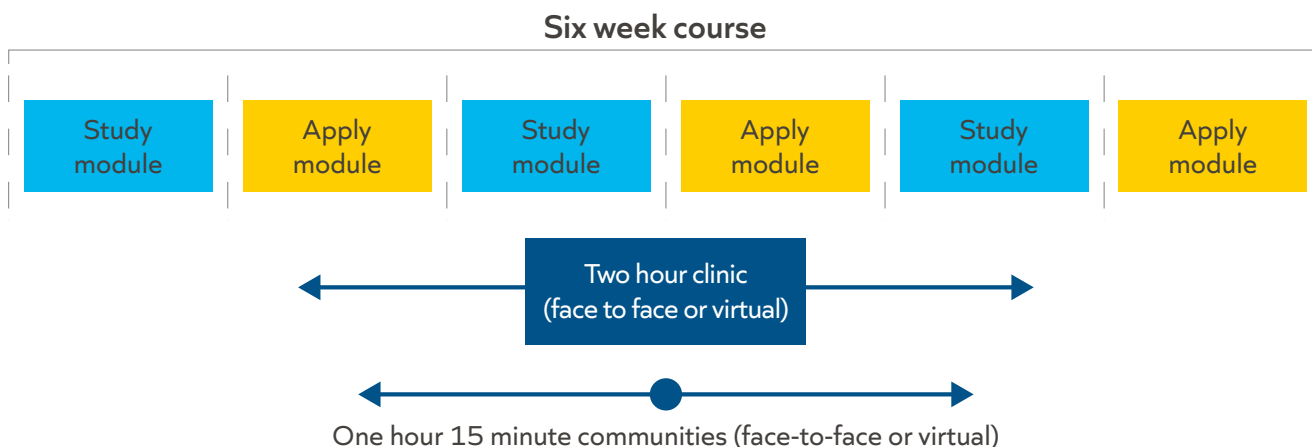 Six week course
Study
module
Apply
module
Study
module
Apply
module
Study
module
Apply
module
Two hour clinic
(face to face or virtual)
One hour 15 minute communities (face-to-face or virtual)